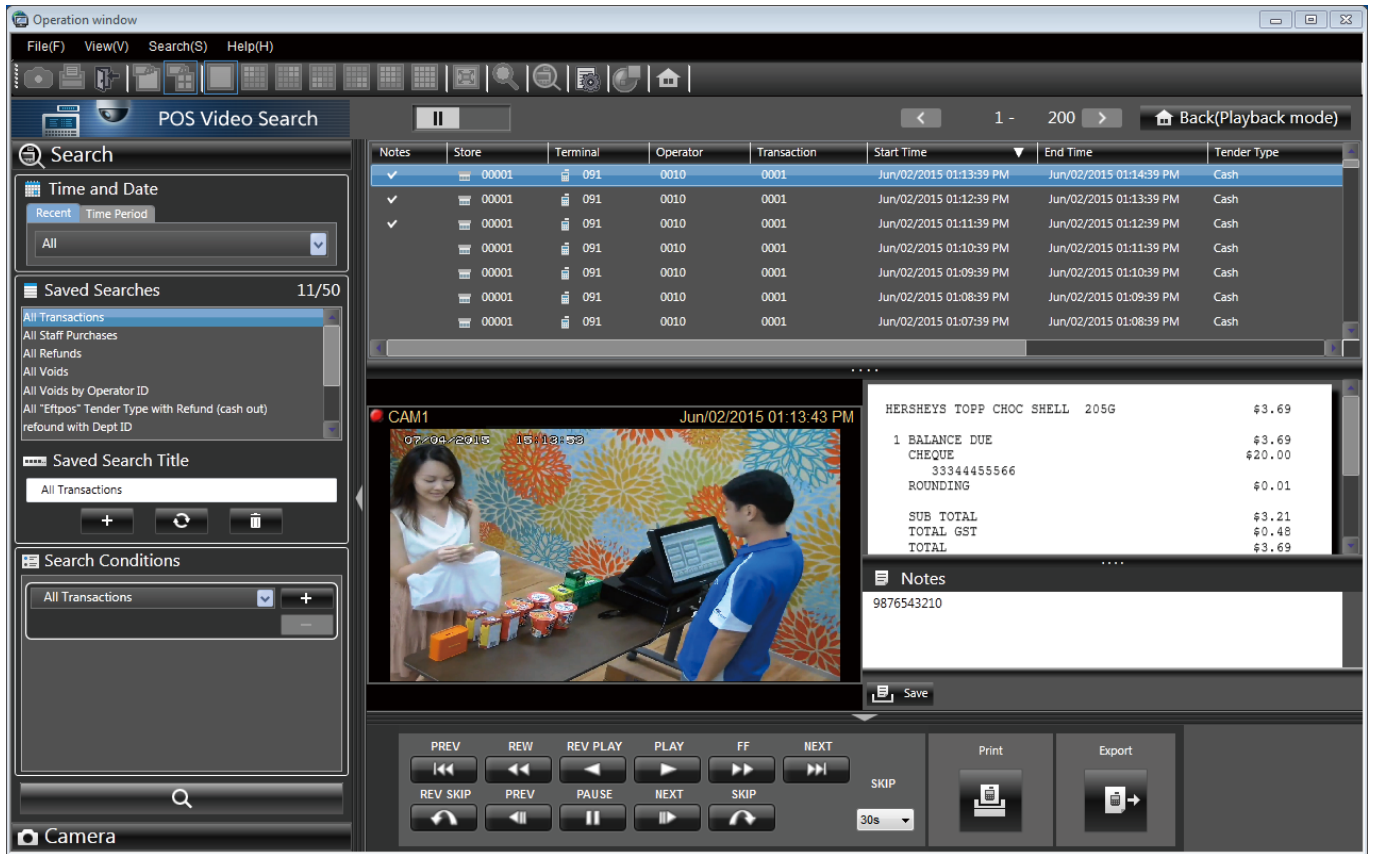 Operation window
File(F) View(V) Search(S) Help(H)
POS Video Search
1 - 200
Back(Playback mode)
Search
Time and Date
Recent Time Period
All
Saved Searches 11/50
All Transactions
All Staff Purchases
All Refunds
All Voids
All Voids by Operator ID
All "Eftpos" Tender Type with Refund (cash out)
refound with Dept ID
Saved Search Title
All Transactions
Search Conditions
All Transactions
Camera
Notes Store Terminal Operator Transaction Start Time End Time Tender Type
00001 091 0010 0001 Jun/02/2015 01:13:39 PM Jun/02/2015 01:14:39 PM Cash
00001 091 0010 0001 Jun/02/2015 01:12:39 PM Jun/02/2015 01:13:39 PM Cash
00001 091 0010 0001 Jun/02/2015 01:11:39 PM Jun/02/2015 01:12:39 PM Cash
00001 091 0010 0001 Jun/02/2015 01:10:39 PM Jun/02/2015 01:11:39 PM Cash
00001 091 0010 0001 Jun/02/2015 01:09:39 PM Jun/02/2015 01:10:39 PM Cash
00001 091 0010 0001 Jun/02/2015 01:08:39 PM Jun/02/2015 01:09:39 PM Cash
00001 091 0010 0001 Jun/02/2015 01:07:39 PM Jun/02/2015 01:08:39 PM Cash
CAM1 Jun/02/2015 01:13:43 PM
07/04/2015
HERSHEYS TOPP CHOC SHELL 205G $3.69
1 BALANCE DUE $3.69
CHEQUE $20.00
33344455566
ROUNDING $0.01
SUB TOTAL $3.21
TOTAL GST $0.48
TOTAL $3.69
Notes
9876543210
Save
PREV REW REV PLAY PLAY FF NEXT
REV SKIP PREV PAUSE NEXT SKIP
SKIP
30s
Print
Export